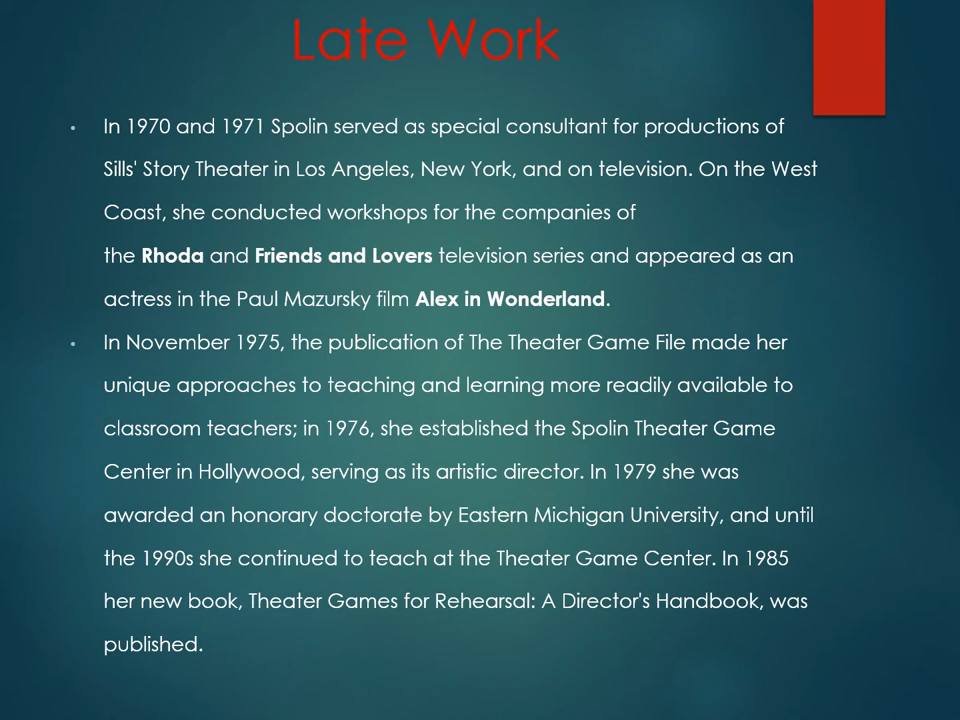 Late Work
• In 1970 and 1971 Spolin served as special consultant for productions of
Sills' Story Theater in Los Angeles, New York, and on television. On the West
Coast, she conducted workshops for the companies of
the Rhoda and Friends and Lovers television series and appeared as an
actress in the Paul Mazursky film Alex in Wonderland.
• In November 1975, the publication of The Theater Game File made her
unique approaches to teaching and learning more readily available to
classroom teachers; in 1976, she established the Spolin Theater Game
Center in Hollywood, serving as its artistic director. In 1979 she was
awarded an honorary doctorate by Eastern Michigan University, and until
the 1990s she continued to teach at the Theater Game Center. In 1985
her new book, Theater Games for Rehearsal: A Director's Handbook, was
published.